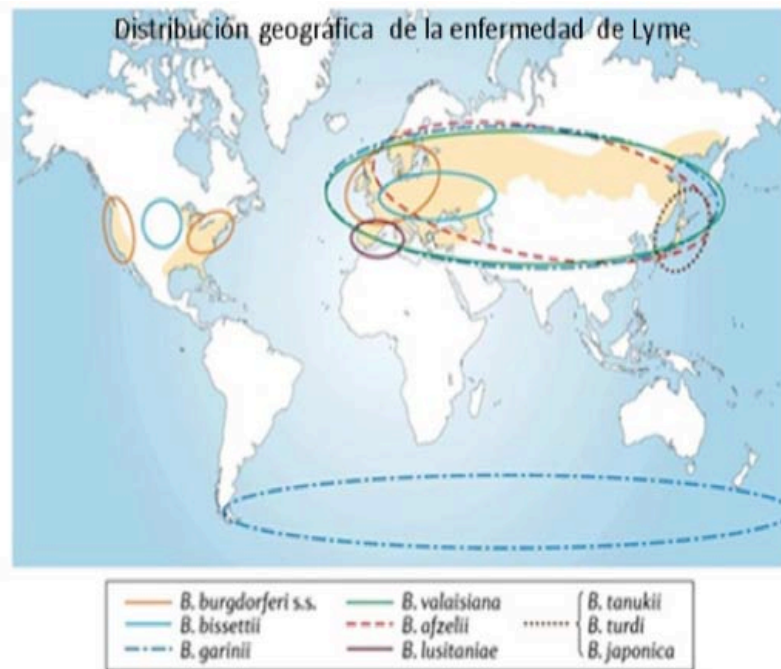 Distribución geográfica de la enfermedad de Lyme
B. burgdorferi s.s.
B. bissettii
B. garinii
B. valaisiana
B. afzelii
B. lusitaniae
B. tanukii
B. turdi
B. japonica